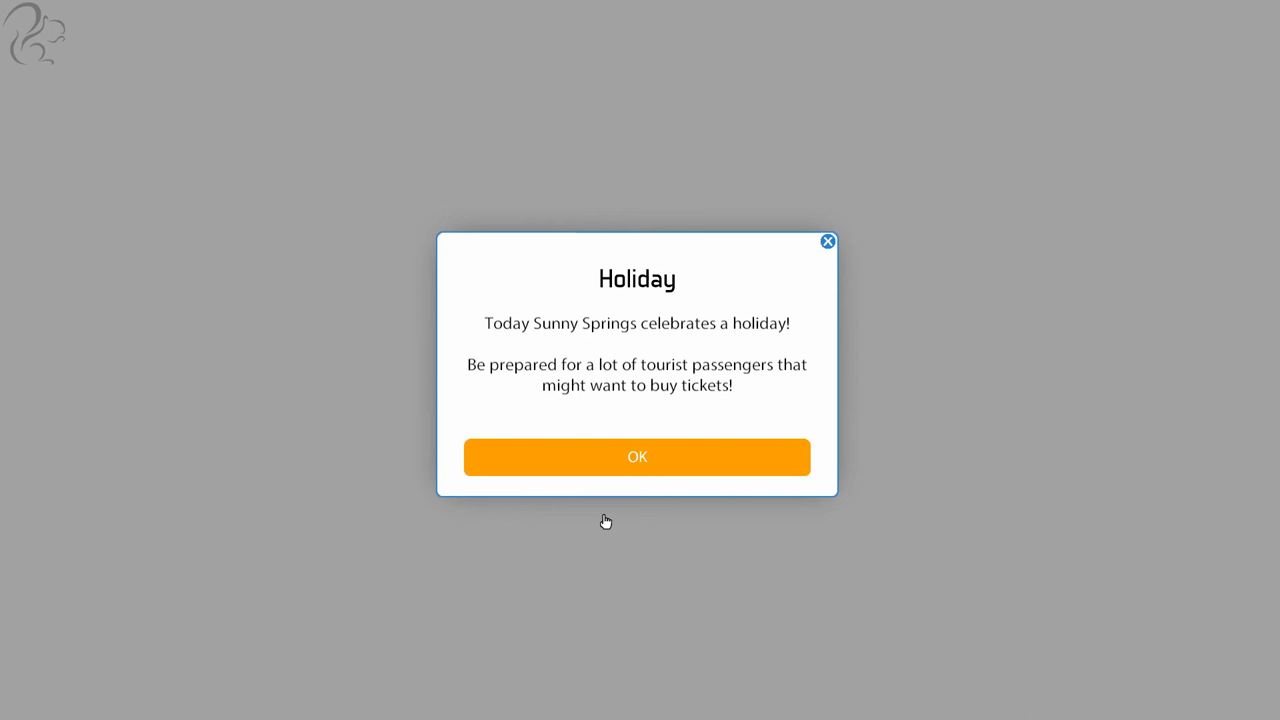 Holiday
Today Sunny Springs celebrates a holiday!
Be prepared for a lot of tourist passengers that
might want to buy tickets!
OK